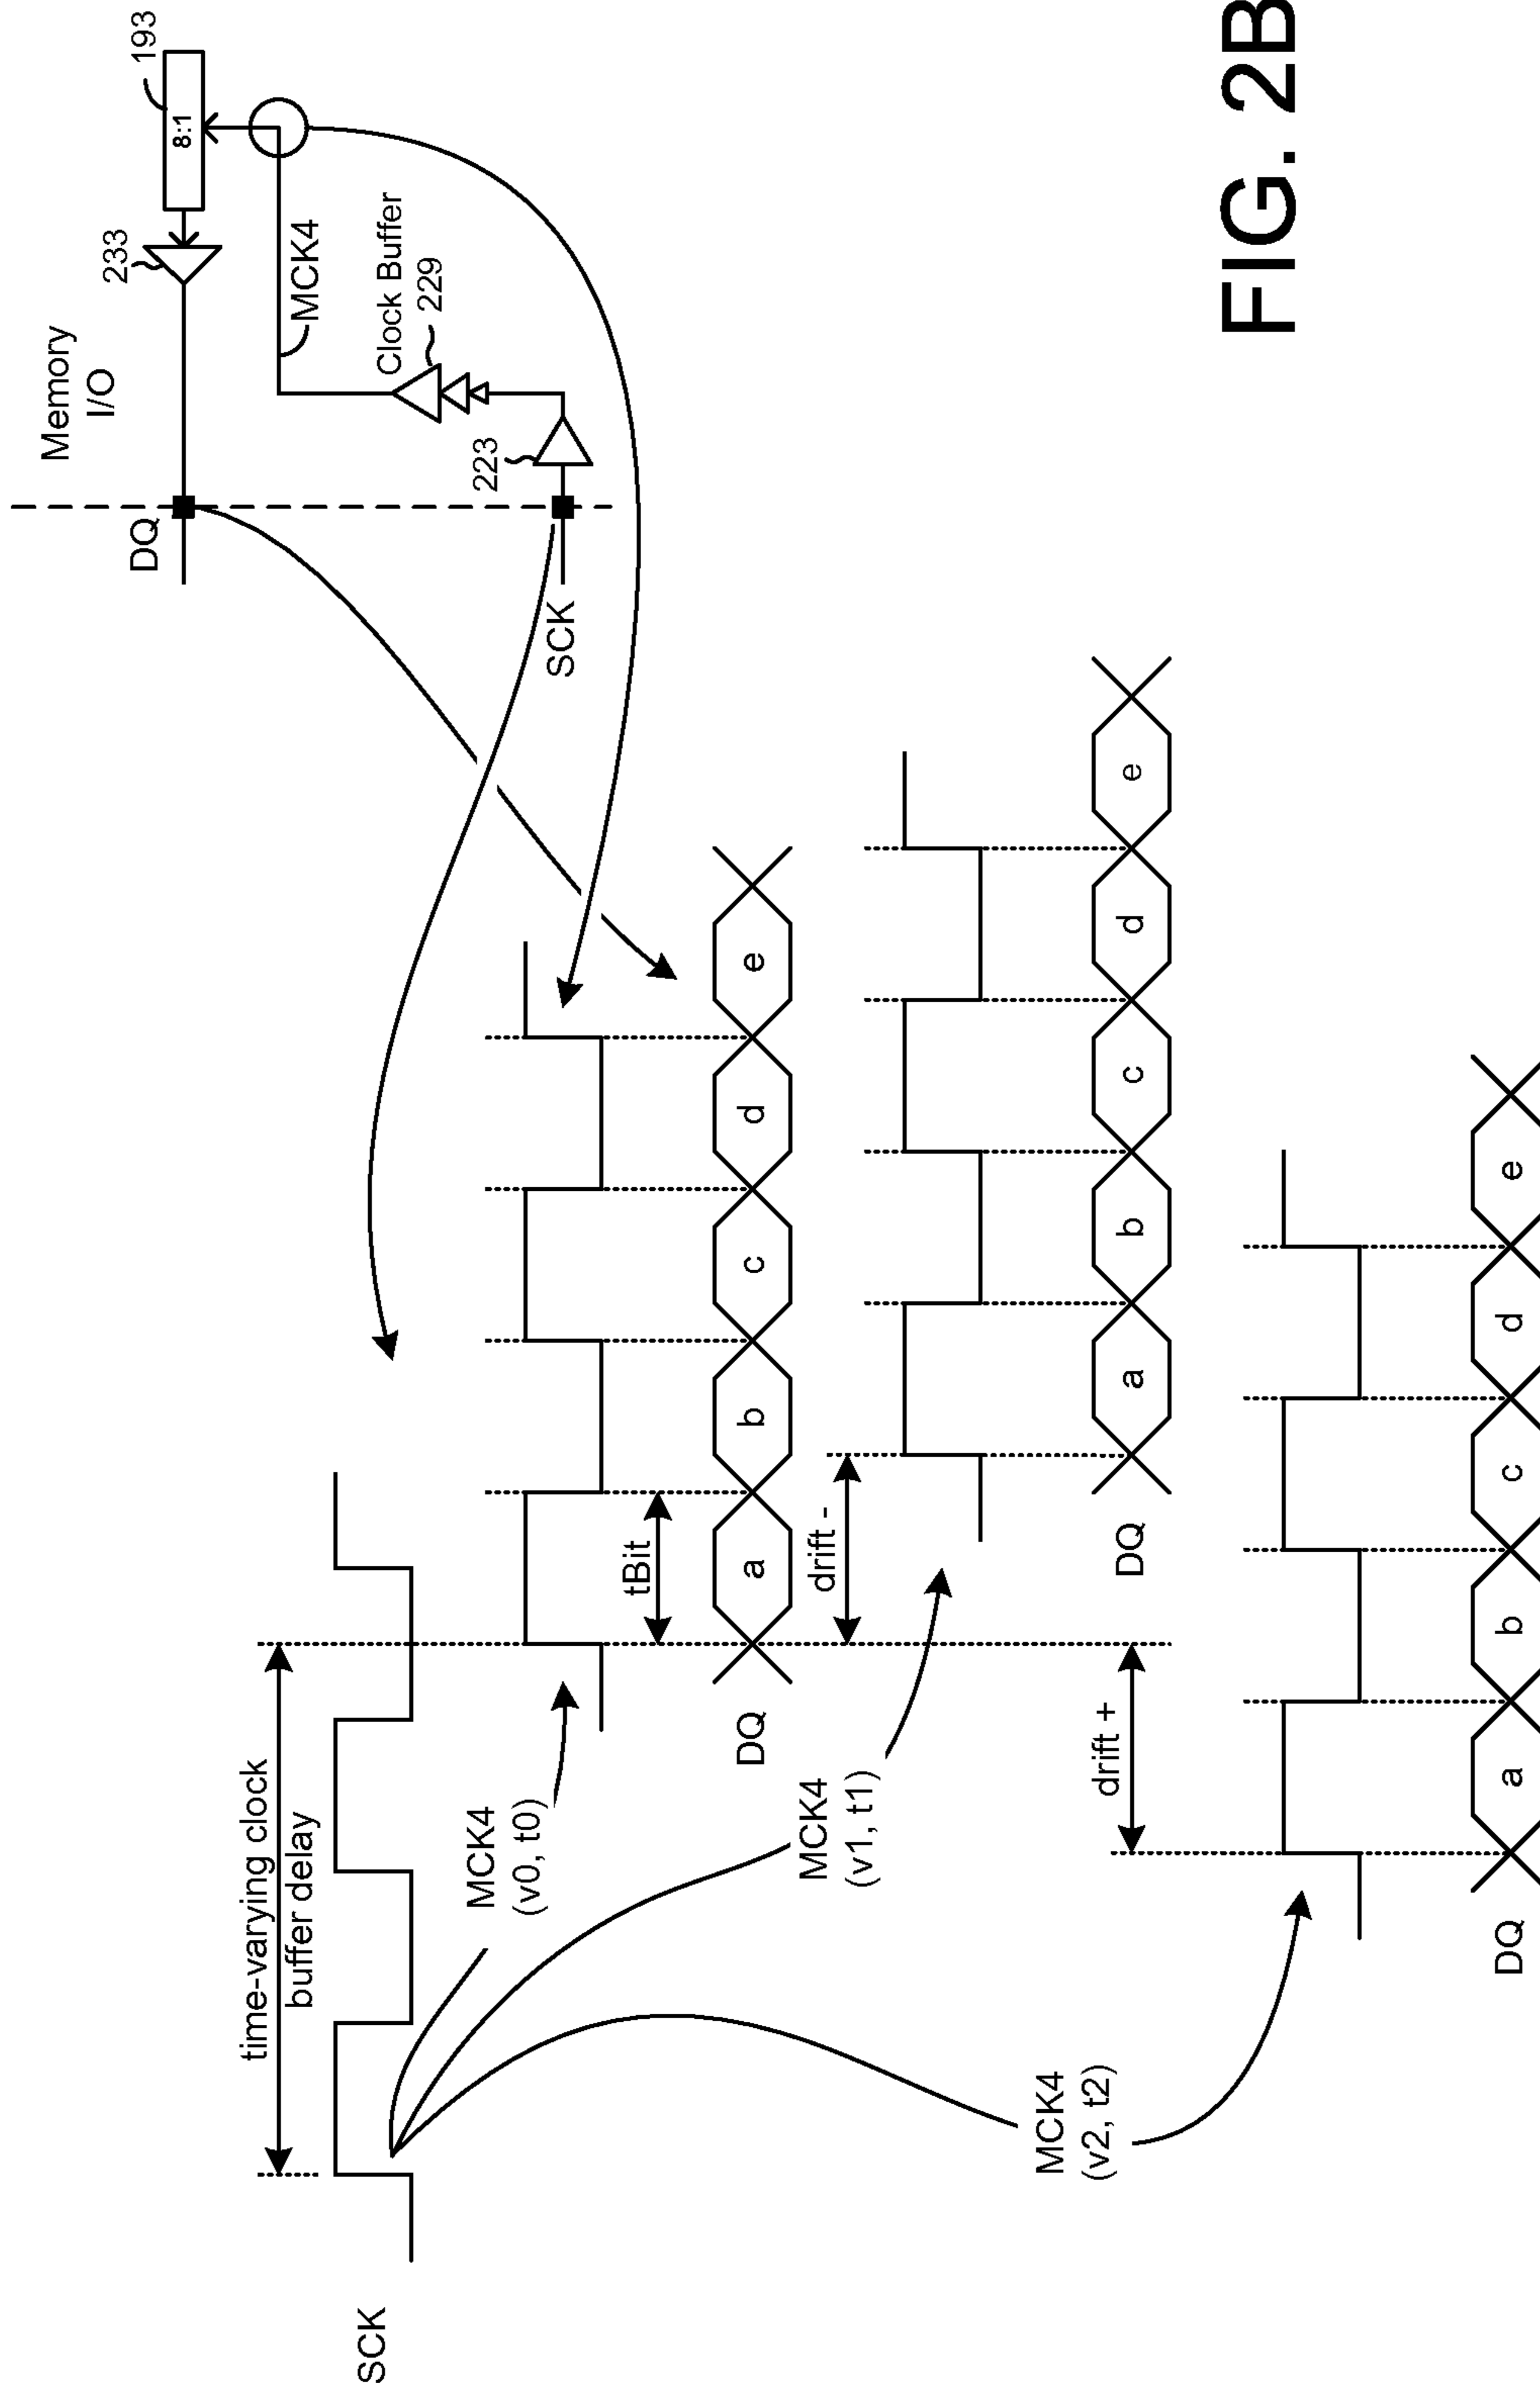 Memory
I/O
DQ
233
193
8:1
MCK4
Clock Buffer
229
223
SCK
time-varying clock
buffer delay
SCK
MCK4
(v0, t0)
tBit
DQ
a
b
c
d
e
drift -
MCK4
(v1, t1)
DQ
a
b
c
d
e
drift +
MCK4
(v2, t2)
DQ
a
b
c
d
e
FIG. 2B